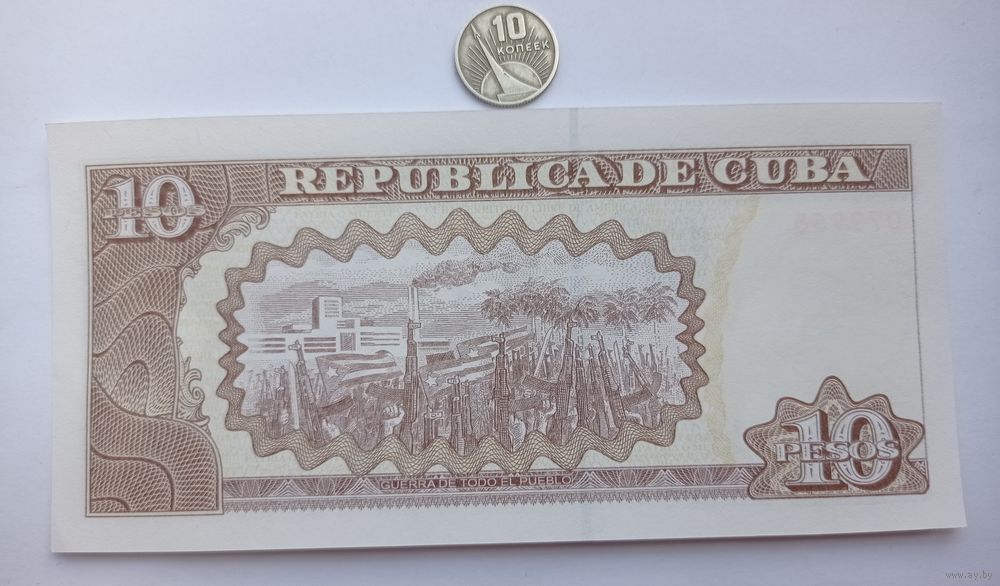 10
КОПЕЕК
REPUBLICA DE CUBA
10
PESOS
GUERRA DE TODO EL PUEBLO
10
PESOS
www.ay.by